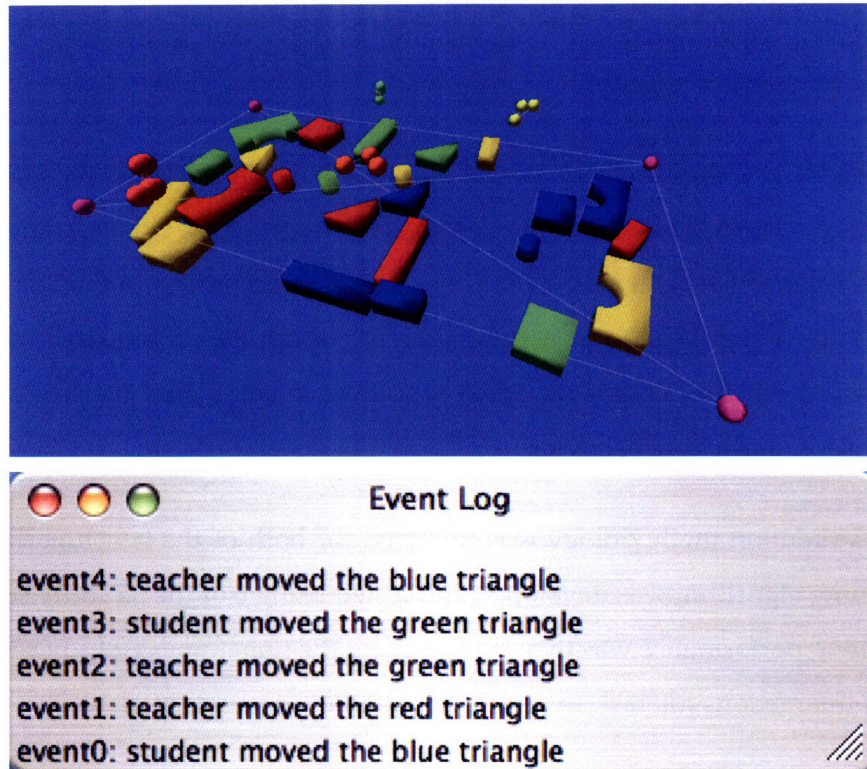 Event Log
event4: teacher moved the blue triangle
event3: student moved the green triangle
event2: teacher moved the green triangle
event1: teacher moved the red triangle
event0: student moved the blue triangle